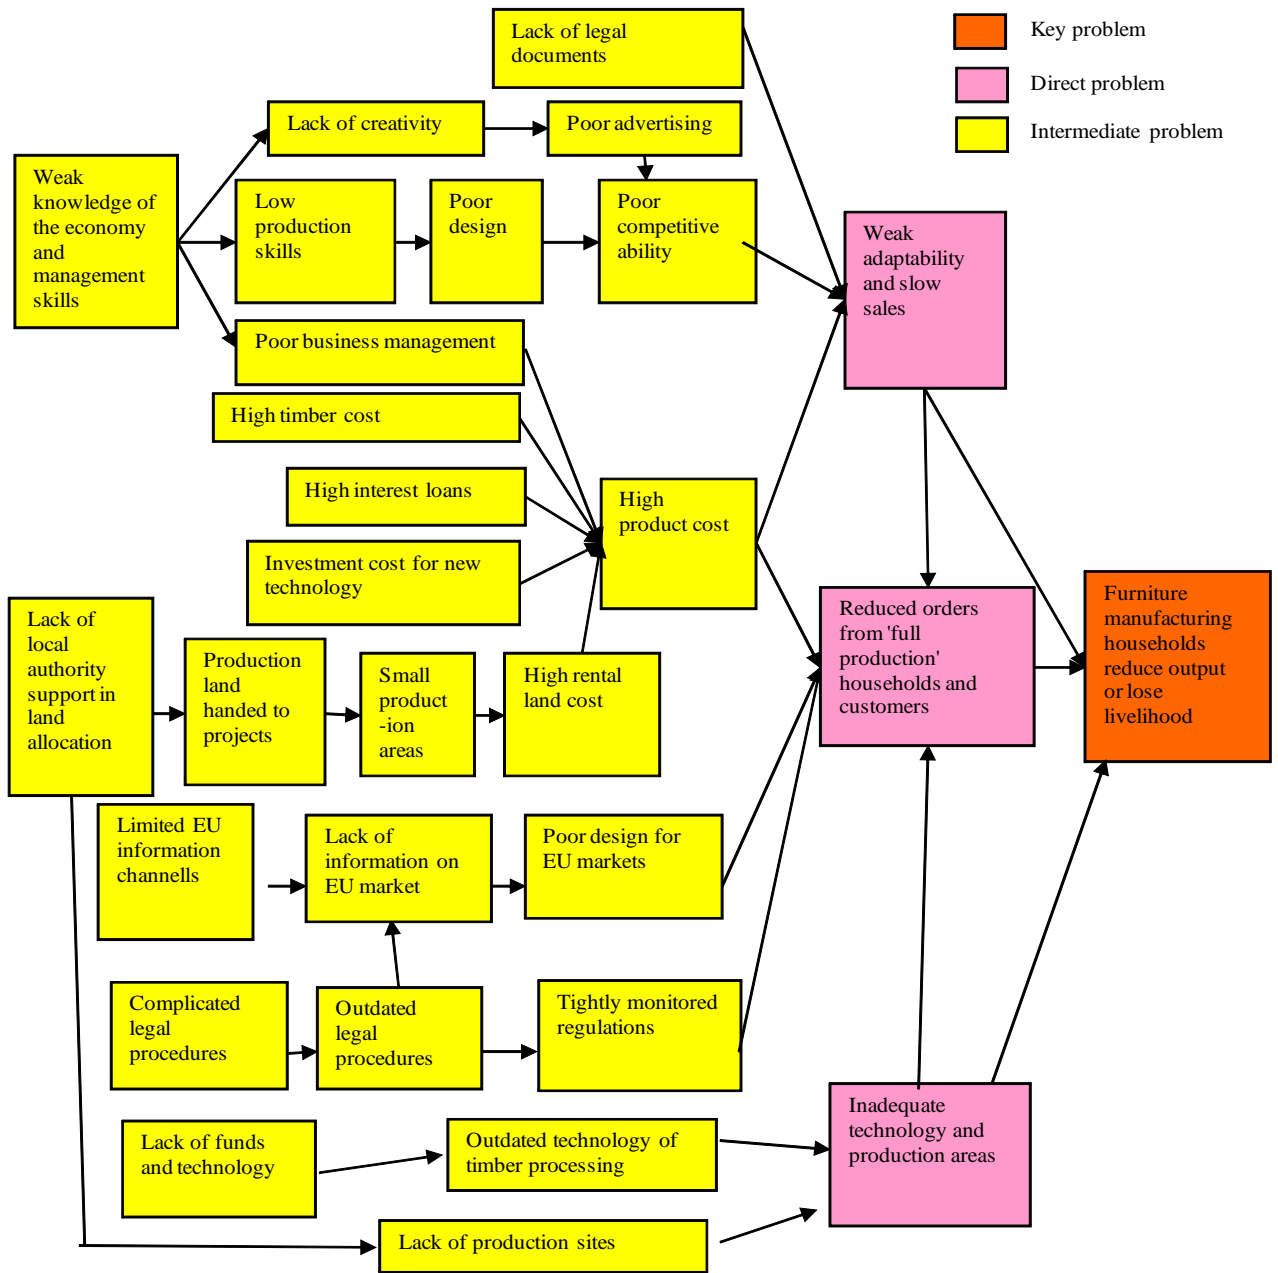 Lack of legal
documents
Key problem
Direct problem
Intermediate problem
Lack of creativity
Poor advertising
Weak
knowledge of
the economy
and
management
skills
Low
production
skills
Poor
design
Poor
competitive
ability
Weak
adaptability
and slow
sales
Poor business management
High timber cost
High interest loans
High
product cost
Investment cost for new
technology
Lack of
local
authority
support in
land
allocation
Production
land
handed to
projects
Small
product
-ion
areas
High rental
land cost
Reduced orders
from 'full
production'
households and
customers
Furniture
manufacturing
households
reduce output
or lose
livelihood
Limited EU
information
channels
Lack of
information on
EU market
Poor design for
EU markets
Complicated
legal
procedures
Outdated
legal
procedures
Tightly monitored
regulations
Inadequate
technology and
production areas
Lack of funds
and technology
Outdated technology of
timber processing
Lack of production sites